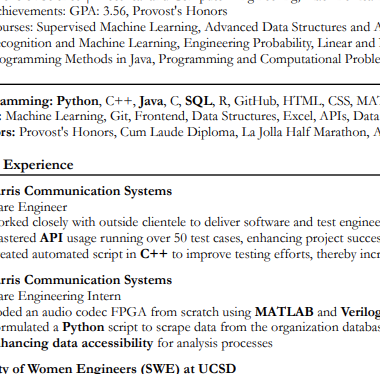 chievements: GPA: 3.56, Provost's Honors
ourses: Supervised Machine Learning, Advanced Data Structures and A
ecognition and Machine Learning, Engineering Probability, Linear and
ogramming Methods in Java, Programming and Computational Proble
amming: Python, C++, Java, C, SQL, R, GitHub, HTML, CSS, MAT
: Machine Learning, Git, Frontend, Data Structures, Excel, APIs, Data
ors: Provost's Honors, Cum Laude Diploma, La Jolla Half Marathon, A
Experience
rris Communication Systems
are Engineer
orked closely with outside clientele to deliver software and test enginee
astered API usage running over 50 test cases, enhancing project succes
eated automated script in C++ to improve testing efforts, thereby incr
rris Communication Systems
are Engineering Intern
oded an audio codec FPGA from scratch using MATLAB and Verilog
ormulated a Python script to scrape data from the organization databas
hancing data accessibility for analysis processes
ty of Women Engineers (SWE) at UCSD